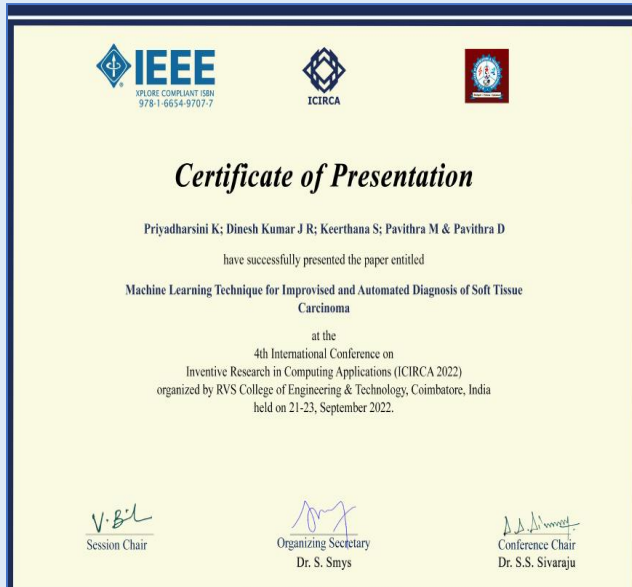 IEEE
XPLORE COMPLIANT ISBN
978-1-6654-9707-7
ICIRCA
Certificate of Presentation
Priyadharsini K; Dinesh Kumar J R; Keerthana S; Pavithra M & Pavithra D
have successfully presented the paper entitled
Machine Learning Technique for Improvised and Automated Diagnosis of Soft Tissue
Carcinoma
at the
4th International Conference on
Inventive Research in Computing Applications (ICIRCA 2022)
organized by RVS College of Engineering & Technology, Coimbatore, India
held on 21-23, September 2022.
Session Chair
Organizing Secretary
Dr. S. Smys
Conference Chair
Dr. S.S. Sivaraju